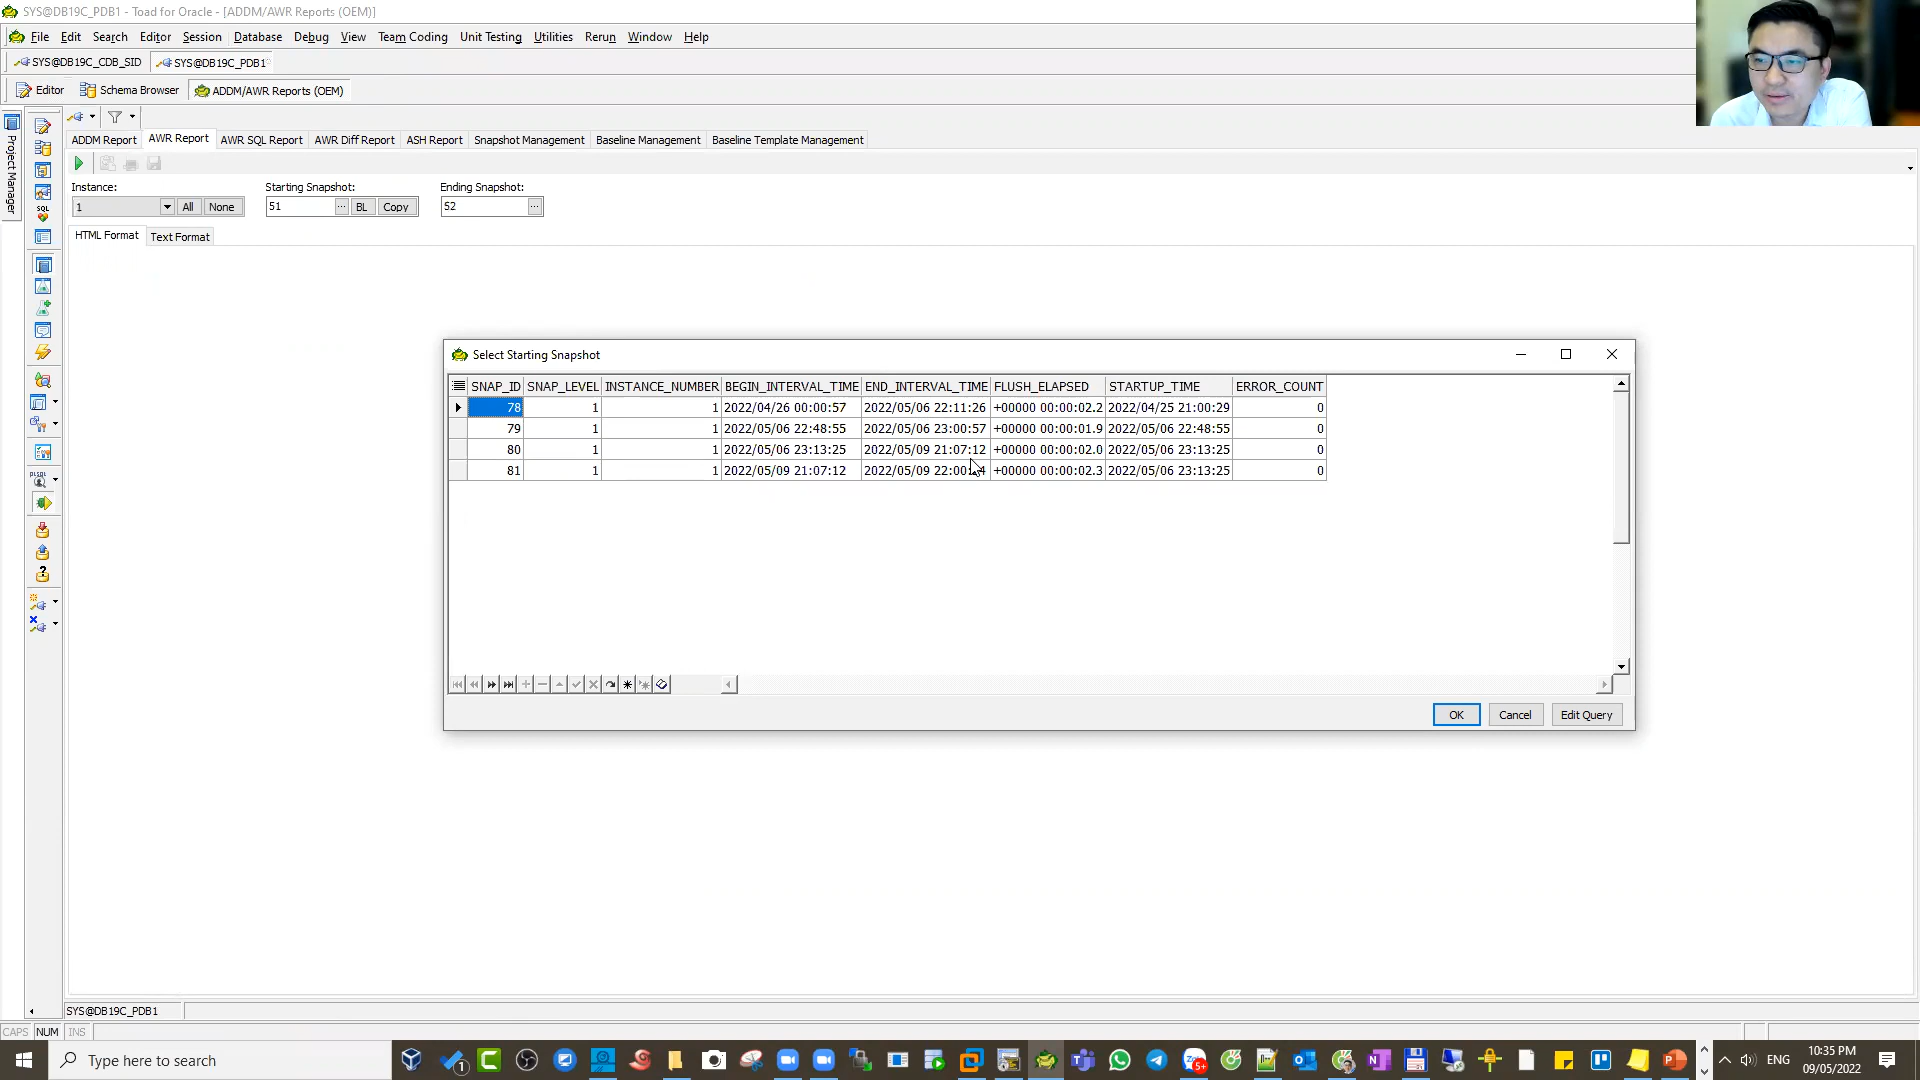 SYS@DB19C_PDB1 - Toad for Oracle - [ADDM/AWR Reports (OEM)]
File Edit Search Editor Session Database Debug View Team Coding Unit Testing Utilities Rerun Window Help
SYS@DB19C_CDB_SID SYS@DB19C_PDB1
Editor Schema Browser ADDM/AWR Reports (OEM)
Project Manager
ADDM Report AWR Report AWR SQL Report AWR Diff Report ASH Report Snapshot Management Baseline Management Baseline Template Management
Instance: Starting Snapshot: Ending Snapshot:
1 All None 51 BL Copy 52
HTML Format Text Format
Select Starting Snapshot
SNAP_ID SNAP_LEVEL INSTANCE_NUMBER BEGIN_INTERVAL_TIME END_INTERVAL_TIME FLUSH_ELAPSED STARTUP_TIME ERROR_COUNT
78 1 1 2022/04/26 00:00:57 2022/05/06 22:11:26 +00000 00:00:02.2 2022/04/25 21:00:29 0
79 1 1 2022/05/06 22:48:55 2022/05/06 23:00:57 +00000 00:00:01.9 2022/05/06 22:48:55 0
80 1 1 2022/05/06 23:13:25 2022/05/09 21:07:12 +00000 00:00:02.0 2022/05/06 23:13:25 0
81 1 1 2022/05/09 21:07:12 2022/05/09 +00000 00:00:02.3 2022/05/06 23:13:25 0
OK Cancel Edit Query
SYS@DB19C_PDB1
CAPS NUM INS
Type here to search
ENG
10:35 PM
09/05/2022